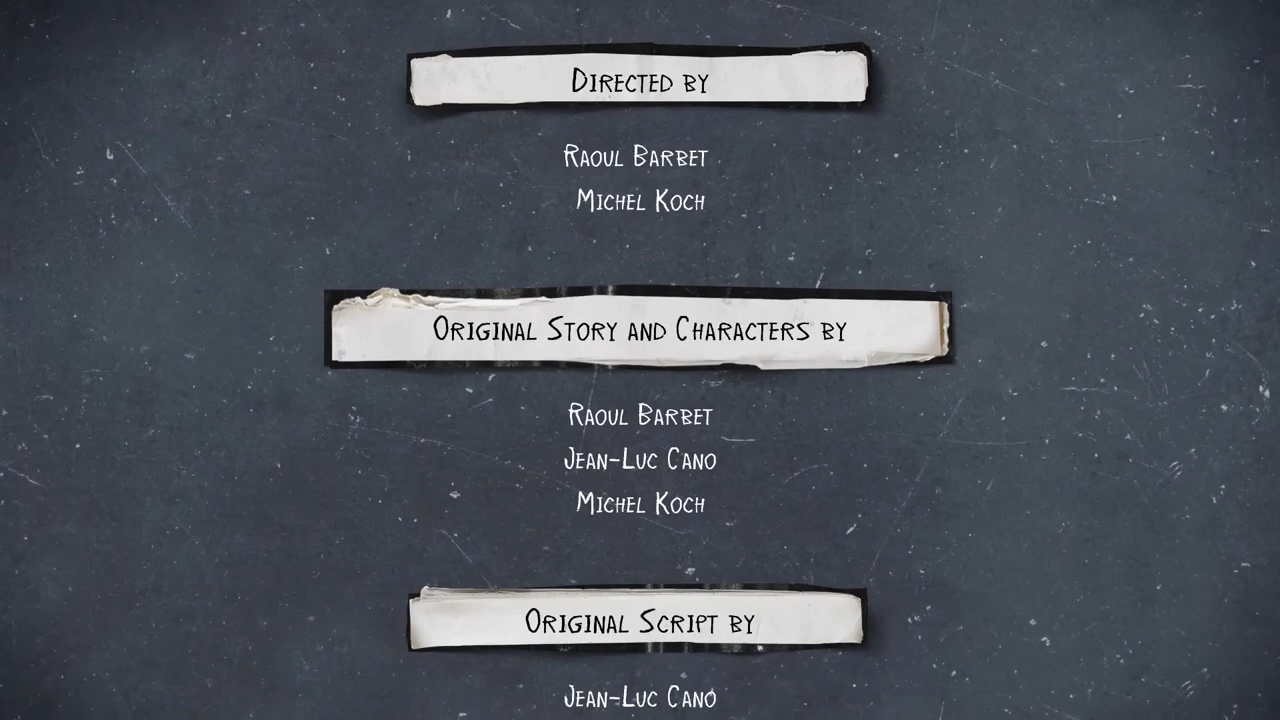 Directed by
Raoul Barbet
Michel Koch
Original Story and Characters by
Raoul Barbet
Jean-Luc Cano
Michel Koch
Original Script by
Jean-Luc Cano